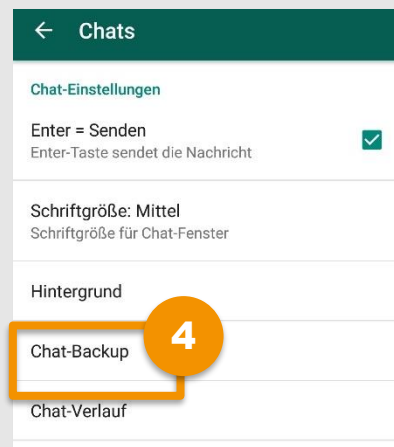 Chats
Chat-Einstellungen
Enter = Senden
Enter-Taste sendet die Nachricht
Schriftgröße: Mittel
Schriftgröße für Chat-Fenster
Hintergrund
4
Chat-Backup
Chat-Verlauf